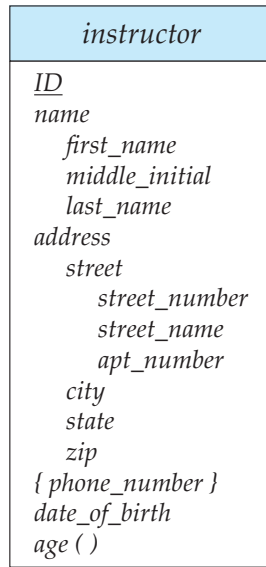 instructor
ID
name
first_name
middle_initial
last_name
address
street
street_number
street_name
apt_number
city
state
zip
{ phone_number }
date_of_birth
age ( )